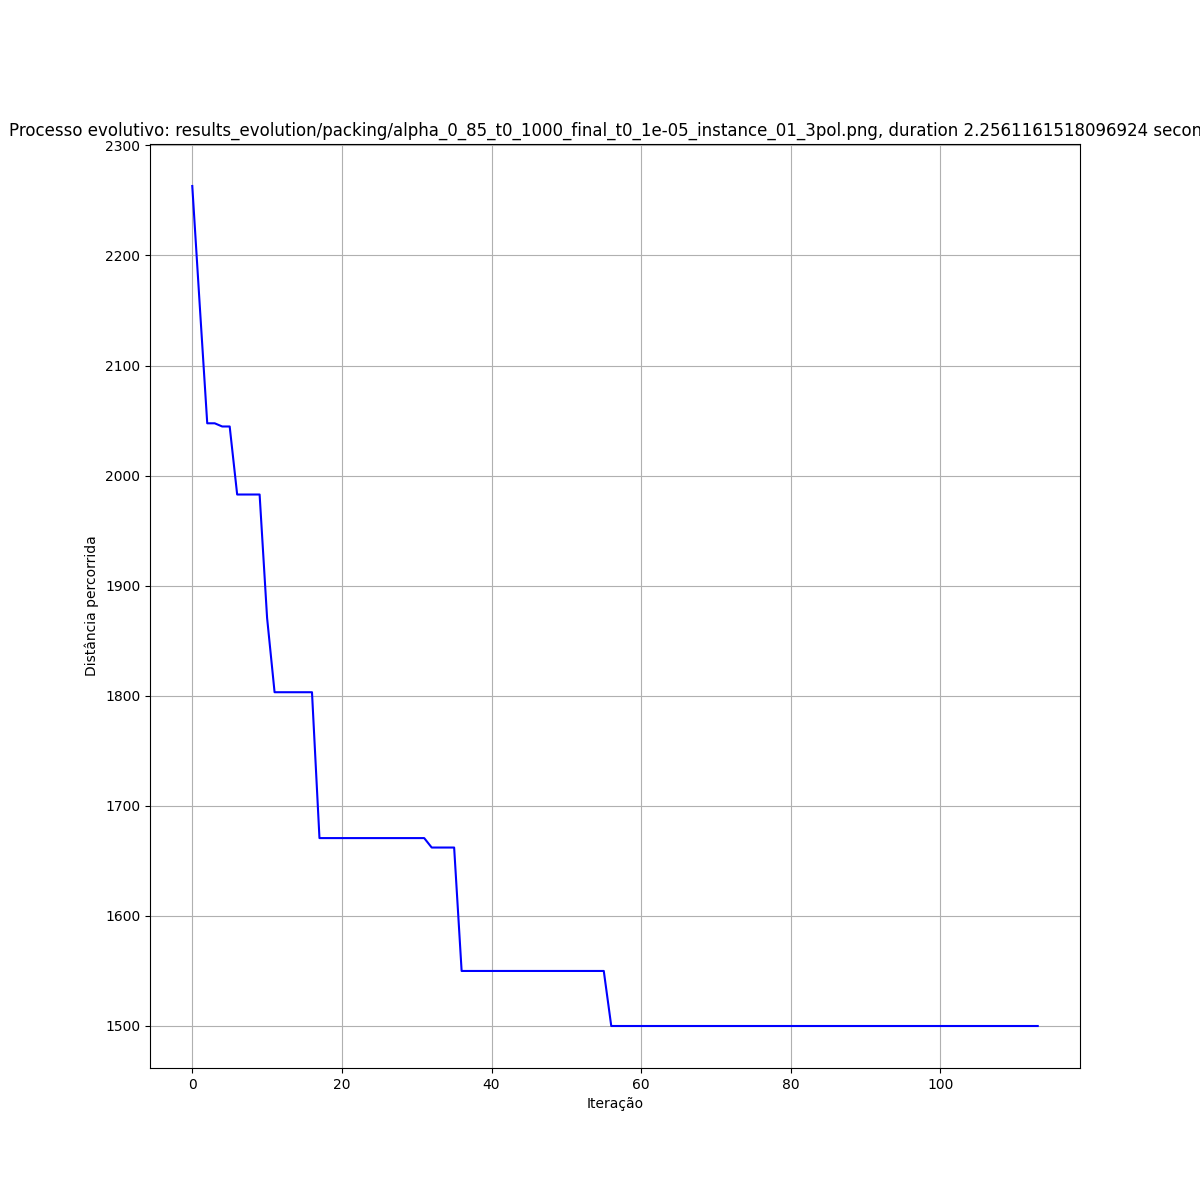 Processo evolutivo: results_evolution/packing/alpha_0_85_t0_1000_final_t0_1e-05_instance_01_3pol.png, duration 2.2561161518096924 secon
2300
2200
2100
2000
1900
1800
1700
1600
1500
Distância percorrida
0 20 40 60 80 100
Iteração